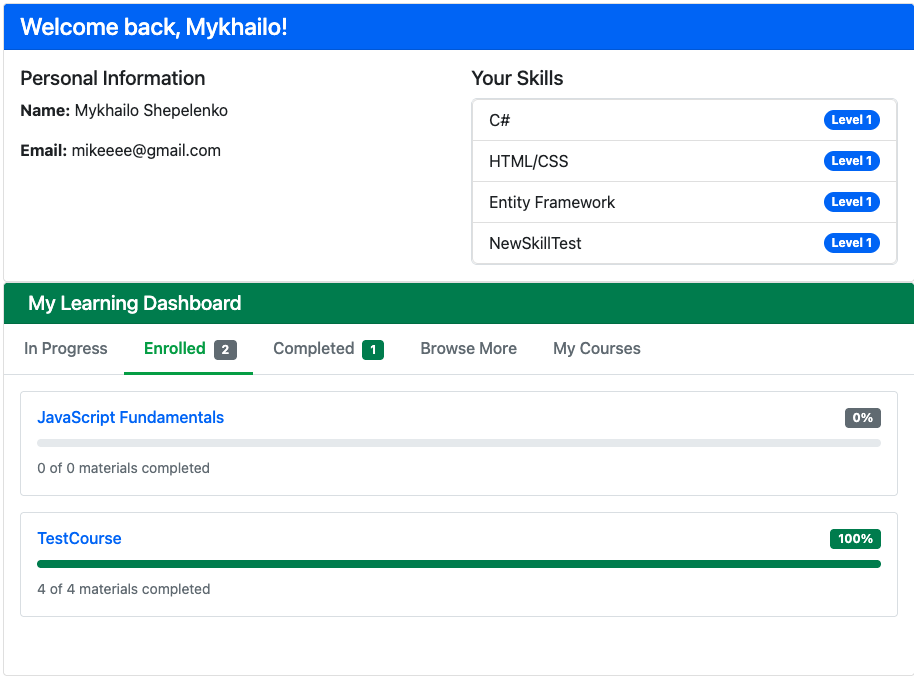 Welcome back, Mykhailo!
Personal Information
Name: Mykhailo Shepelenko
Email: mikeeee@gmail.com
Your Skills
C# Level 1
HTML/CSS Level 1
Entity Framework Level 1
NewSkillTest Level 1
My Learning Dashboard
In Progress Enrolled 2 Completed 1 Browse More My Courses
JavaScript Fundamentals 0%
0 of 0 materials completed
TestCourse 100%
4 of 4 materials completed